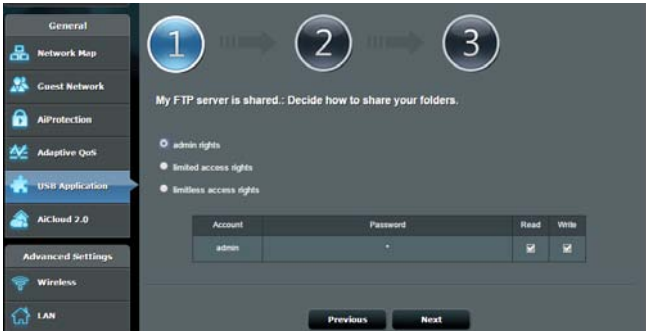 General
Network Map
Guest Network
AiProtection
Adaptive QoS
USB Application
AiCloud 2.0
Advanced Settings
Wireless
LAN
1 2 3
My FTP server is shared.: Decide how to share your folders.
admin rights
limited access rights
limitless access rights
Account Password Read Write
admin *
Previous Next